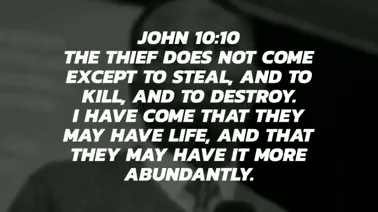 JOHN 10:10
THE THIEF DOES NOT COME
EXCEPT TO STEAL, AND TO
KILL, AND TO DESTROY.
I HAVE COME THAT THEY
MAY HAVE LIFE, AND THAT
THEY MAY HAVE IT MORE
ABUNDANTLY.